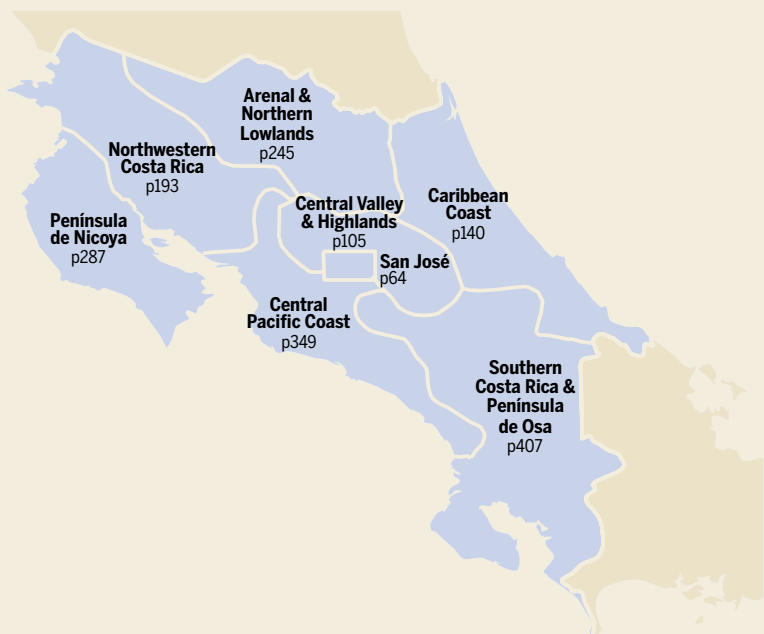 Arenal &
Northern
Lowlands
p245
Northwestern
Costa Rica
p193
Península
de Nicoya
p287
Central Valley
& Highlands
p105
Caribbean
Coast
p140
San José
p64
Central
Pacific Coast
p349
Southern
Costa Rica &
Península
de Osa
p407